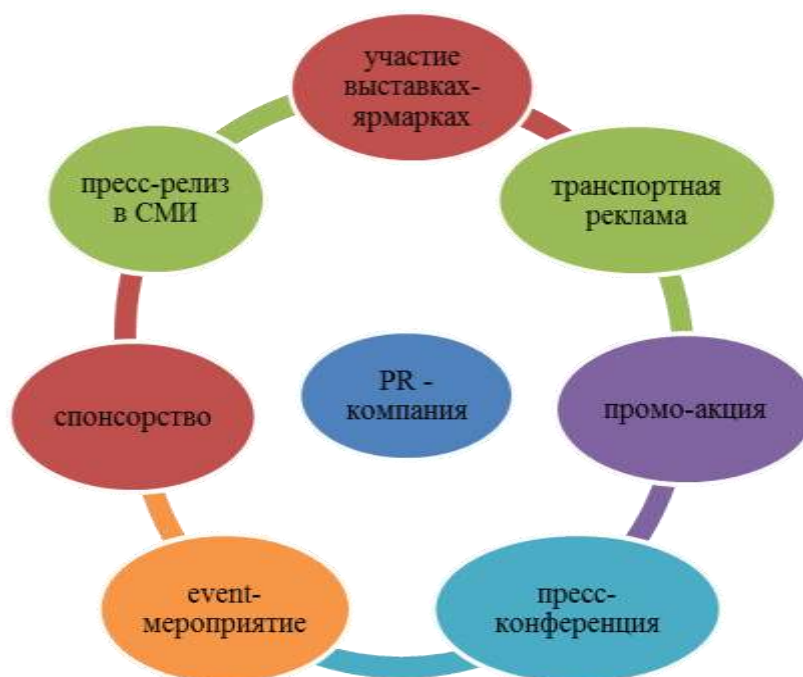 участие
выставках-
ярмарках
транспортная
реклама
промо-акция
пресс-
конференция
event-
мероприятие
спонсорство
пресс-релиз
в СМИ
PR -
компания